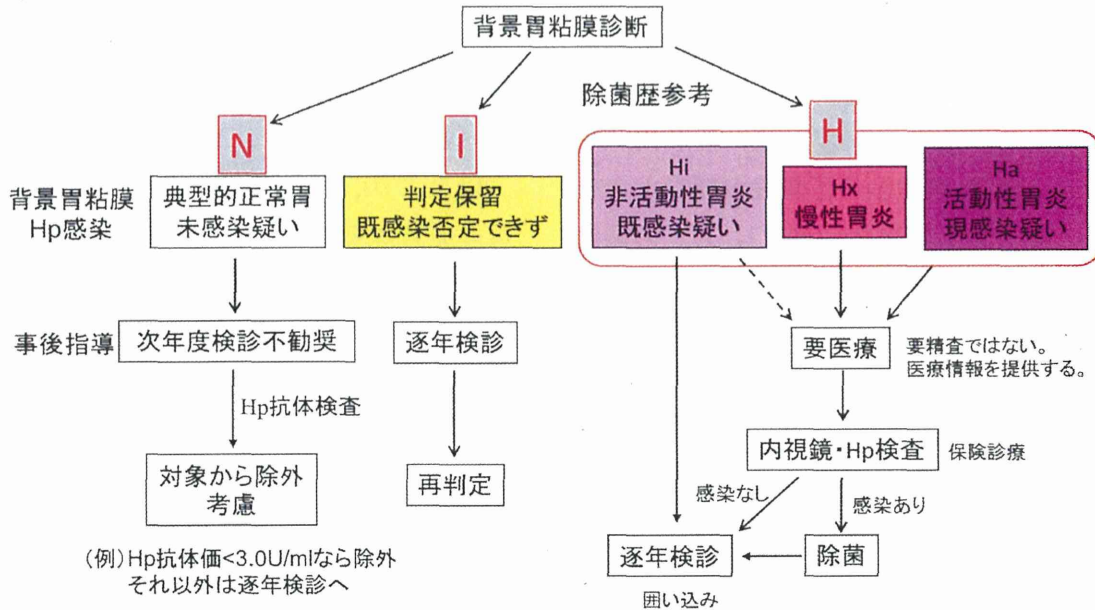 背景胃粘膜診断
除菌歴参考
N
I
H
背景胃粘膜
Hp感染
典型的正常胃
未感染疑い
判定保留
既感染否定できず
Hi
非活動性胃炎
既感染疑い
Hx
慢性胃炎
Ha
活動性胃炎
現感染疑い
事後指導
次年度検診不勧奨
逐年検診
要医療
要精査ではない。
医療情報を提供する。
Hp抗体検査
内視鏡・Hp検査
保険診療
対象から除外
考慮
再判定
感染なし
感染あり
逐年検診
除菌
囲い込み
(例)Hp抗体価<3.0U/mlなら除外
それ以外は逐年検診へ